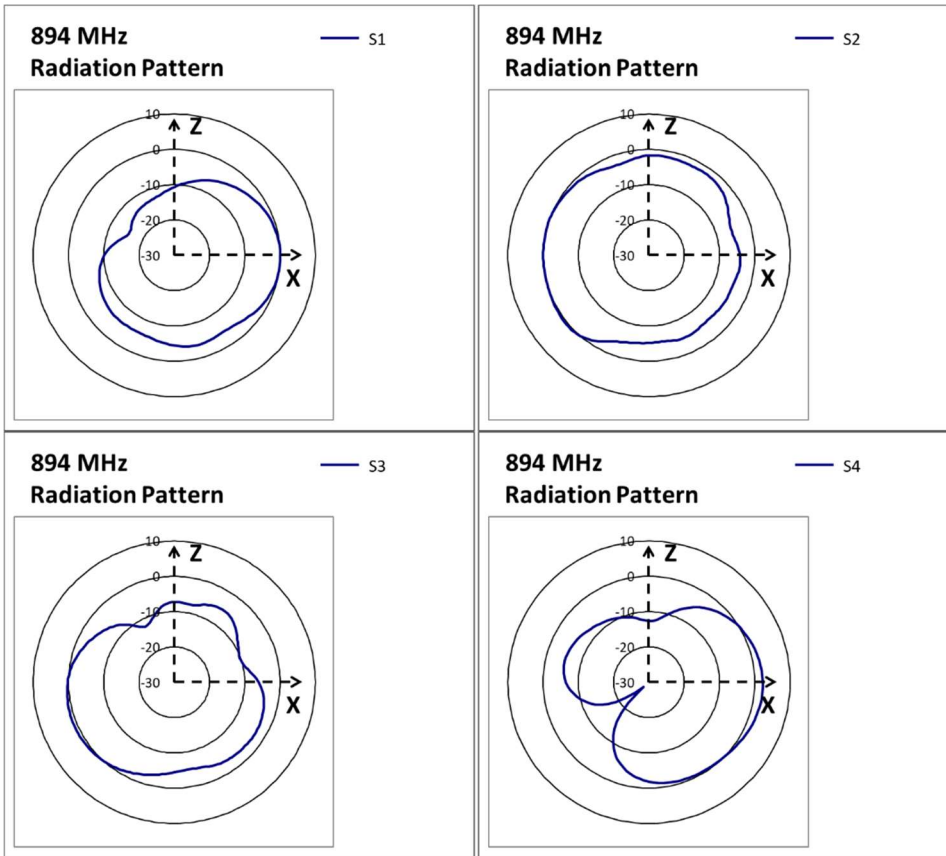 894 MHz
Radiation Pattern
S1
10
Z
0
-10
-20
-30
X
894 MHz
Radiation Pattern
S2
10
Z
0
-10
-20
-30
X
894 MHz
Radiation Pattern
S3
10
Z
0
-10
-20
-30
X
894 MHz
Radiation Pattern
S4
10
Z
0
-10
-20
-30
X